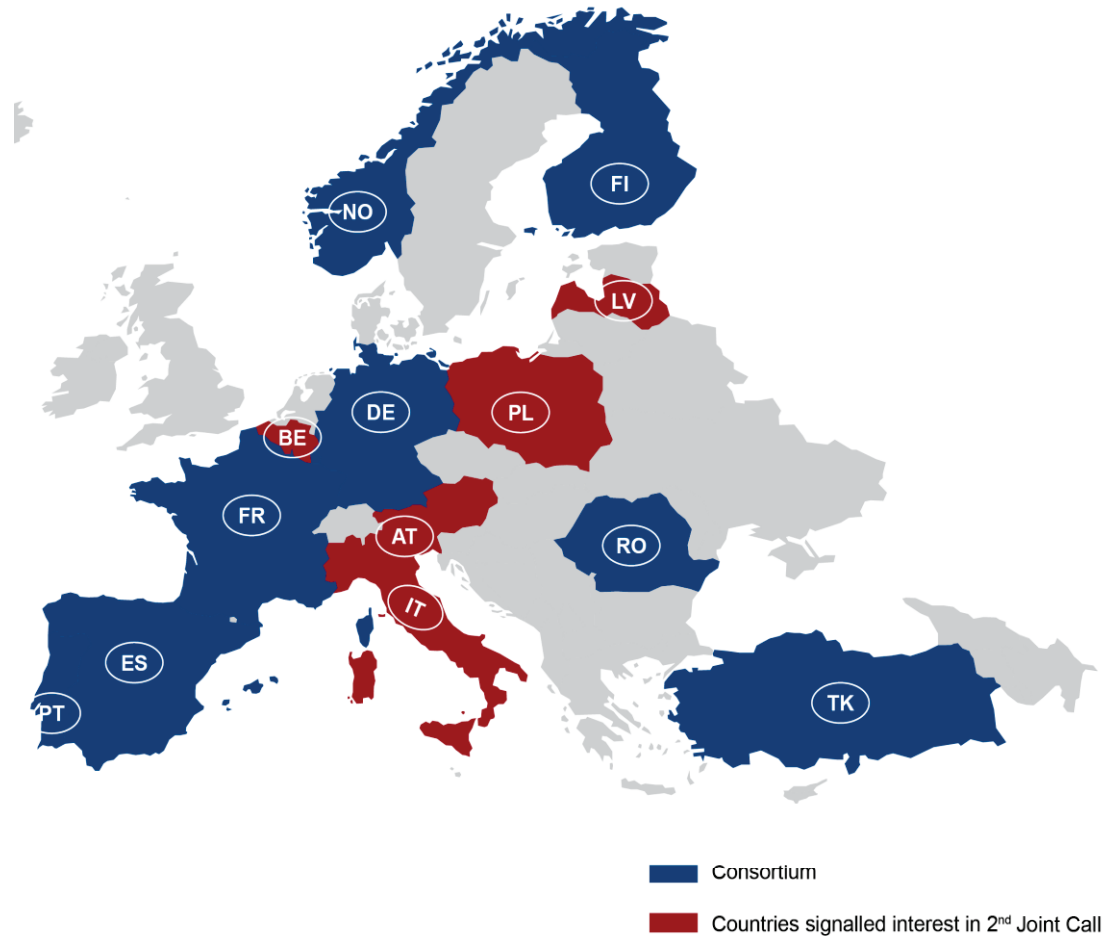 FI
NO
LV
DE
PL
BE
FR
AT
RO
IT
ES
TK
PT
Consortium
Countries signalled interest in 2nd Joint Call